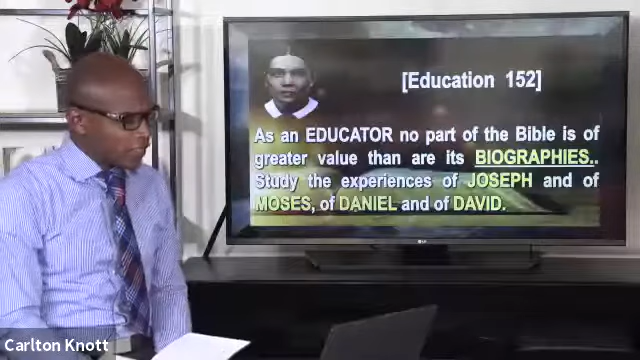 [Education 152]
As an EDUCATOR no part of the Bible is of
greater value than are its BIOGRAPHIES..
Study the experiences of JOSEPH and of
MOSES, of DANIEL and of DAVID.
LG
Carlton Knott